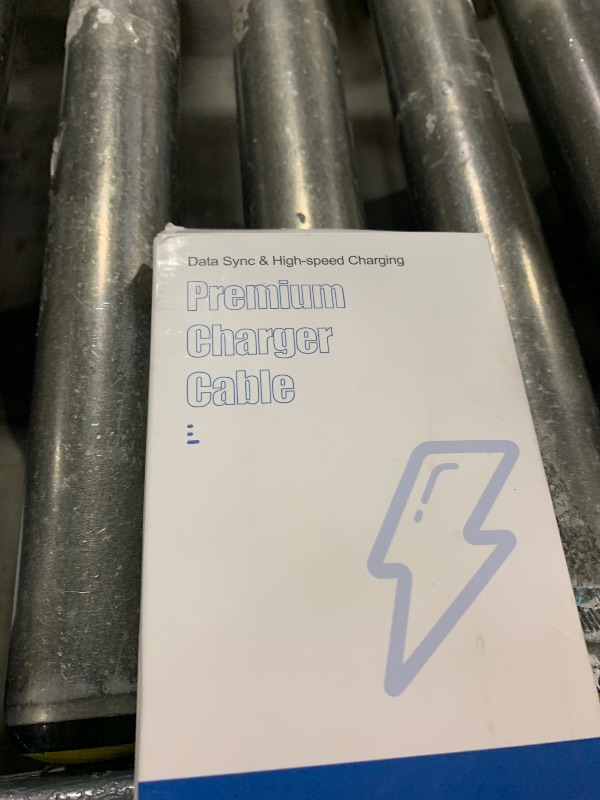 Data Sync & High-speed Charging
Premium
Charger
Cable